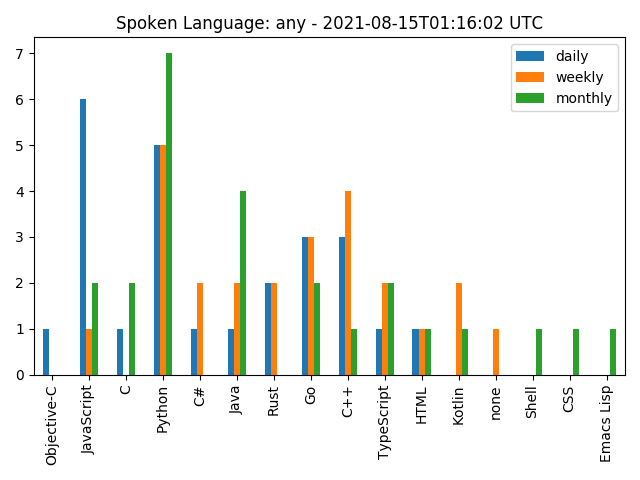 Spoken Language: any - 2021-08-15T01:16:02 UTC
daily
weekly
monthly
7
6
5
4
3
2
1
0
Objective-C
JavaScript
C
Python
C#
Java
Rust
Go
C++
TypeScript
HTML
Kotlin
none
Shell
CSS
Emacs Lisp